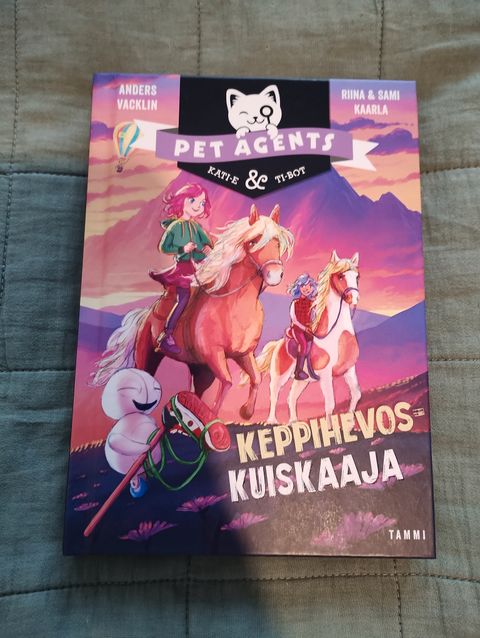 ANDERS
VACKLIN
RIINA & SAMI
KAARLA
PET AGENTS
KATI-E & TI-BOT
KEPPIHEVOS-
KUISKAAJA
TAMMI